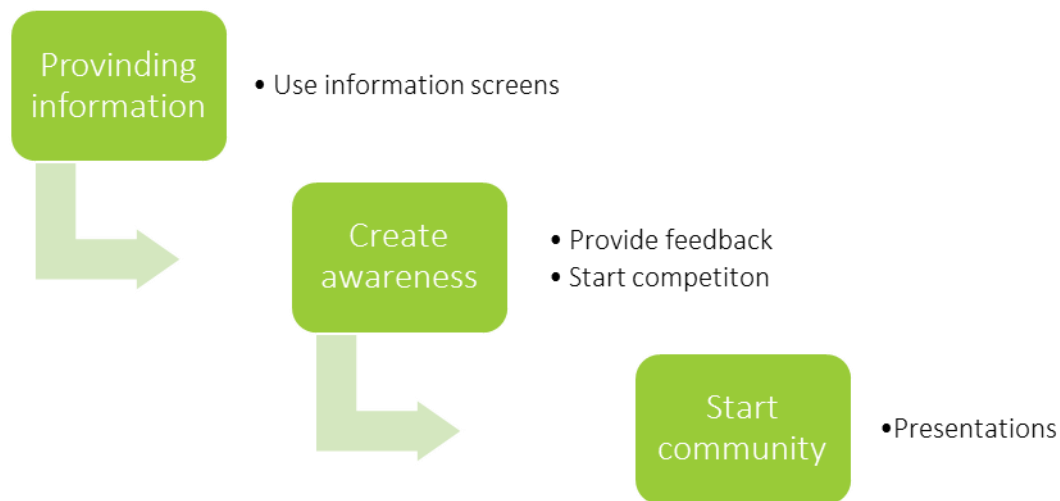 Provinding
information
• Use information screens
Create
awareness
• Provide feedback
• Start competiton
Start
community
•Presentations